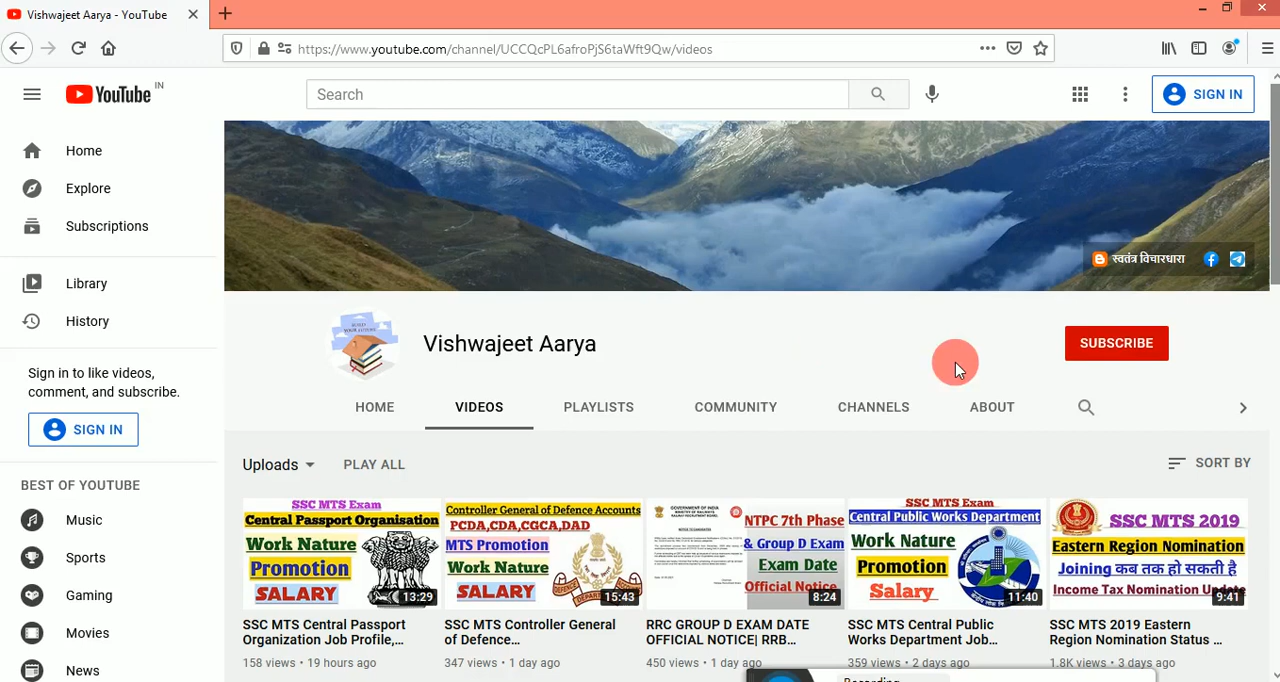 Vishwajeet Aarya - YouTube
https://www.youtube.com/channel/UCCQcPL6afroPjS6taWft9Qw/videos
YouTube IN
Search
SIGN IN
Home
Explore
Subscriptions
Library
History
Sign in to like videos,
comment, and subscribe.
SIGN IN
BEST OF YOUTUBE
Music
Sports
Gaming
Movies
News
स्वतंत्र विचारधारा
BUILD
YOUR FUTURE
Vishwajeet Aarya
SUBSCRIBE
HOME VIDEOS PLAYLISTS COMMUNITY CHANNELS ABOUT
Uploads PLAY ALL SORT BY
SSC MTS Exam
Central Passport Organisation
Work Nature
Promotion
SALARY
13:29
SSC MTS Central Passport
Organization Job Profile,...
158 views • 19 hours ago
Controller General of Defence Accounts
PCDA,CDA,CGCA,DAD
MTS Promotion
Work Nature
SALARY
15:43
SSC MTS Controller General
of Defence...
347 views • 1 day ago
GOVERNMENT OF INDIA
NTPC 7th Phase
& Group D Exam
Exam Date
Official Notice
8:24
RRC GROUP D EXAM DATE
OFFICIAL NOTICE| RRB...
450 views • 1 day ago
SSC MTS Exam
Central Public Works Department
Work Nature
Promotion
Salary
11:40
SSC MTS Central Public
Works Department Job...
359 views • 2 days ago
SSC MTS 2019
Eastern Region Nomination
Joining कब तक हो सकती है
Income Tax Nomination
9:41
SSC MTS 2019 Eastern
Region Nomination Status ...
1.8K views • 3 days ago
Recording